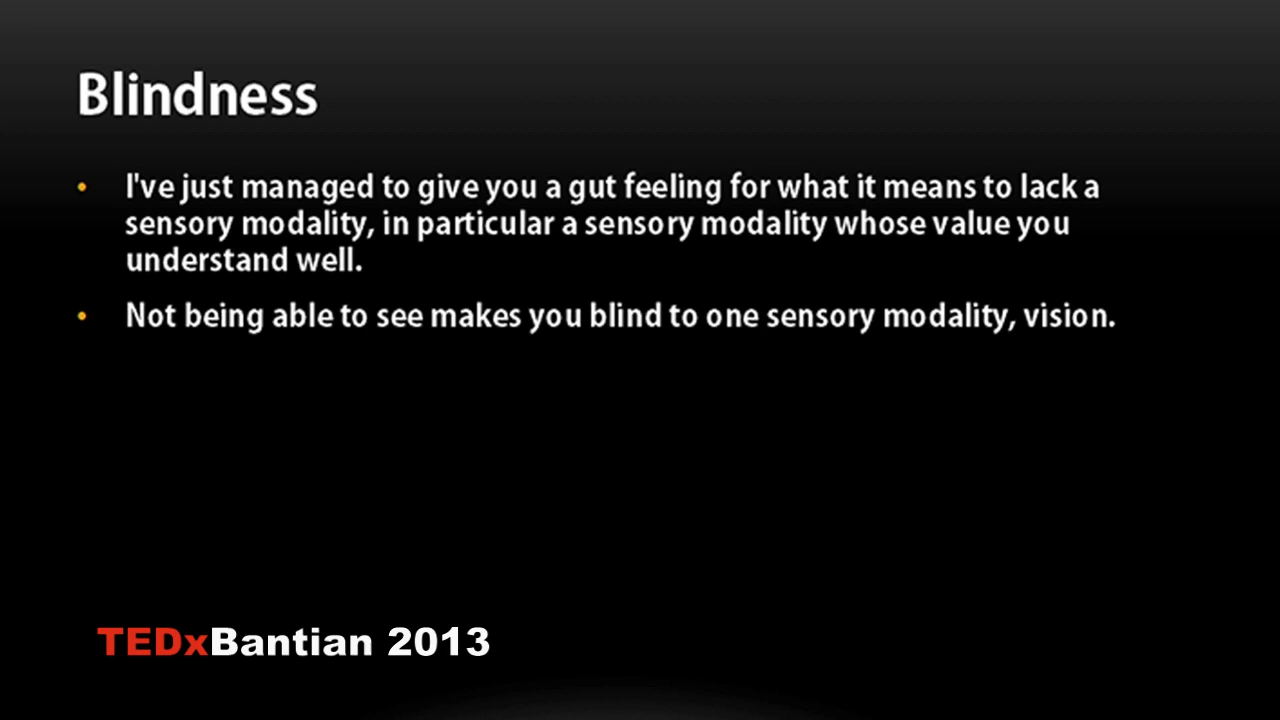 Blindness
• I've just managed to give you a gut feeling for what it means to lack a
sensory modality, in particular a sensory modality whose value you
understand well.
• Not being able to see makes you blind to one sensory modality, vision.
TEDxBantian 2013